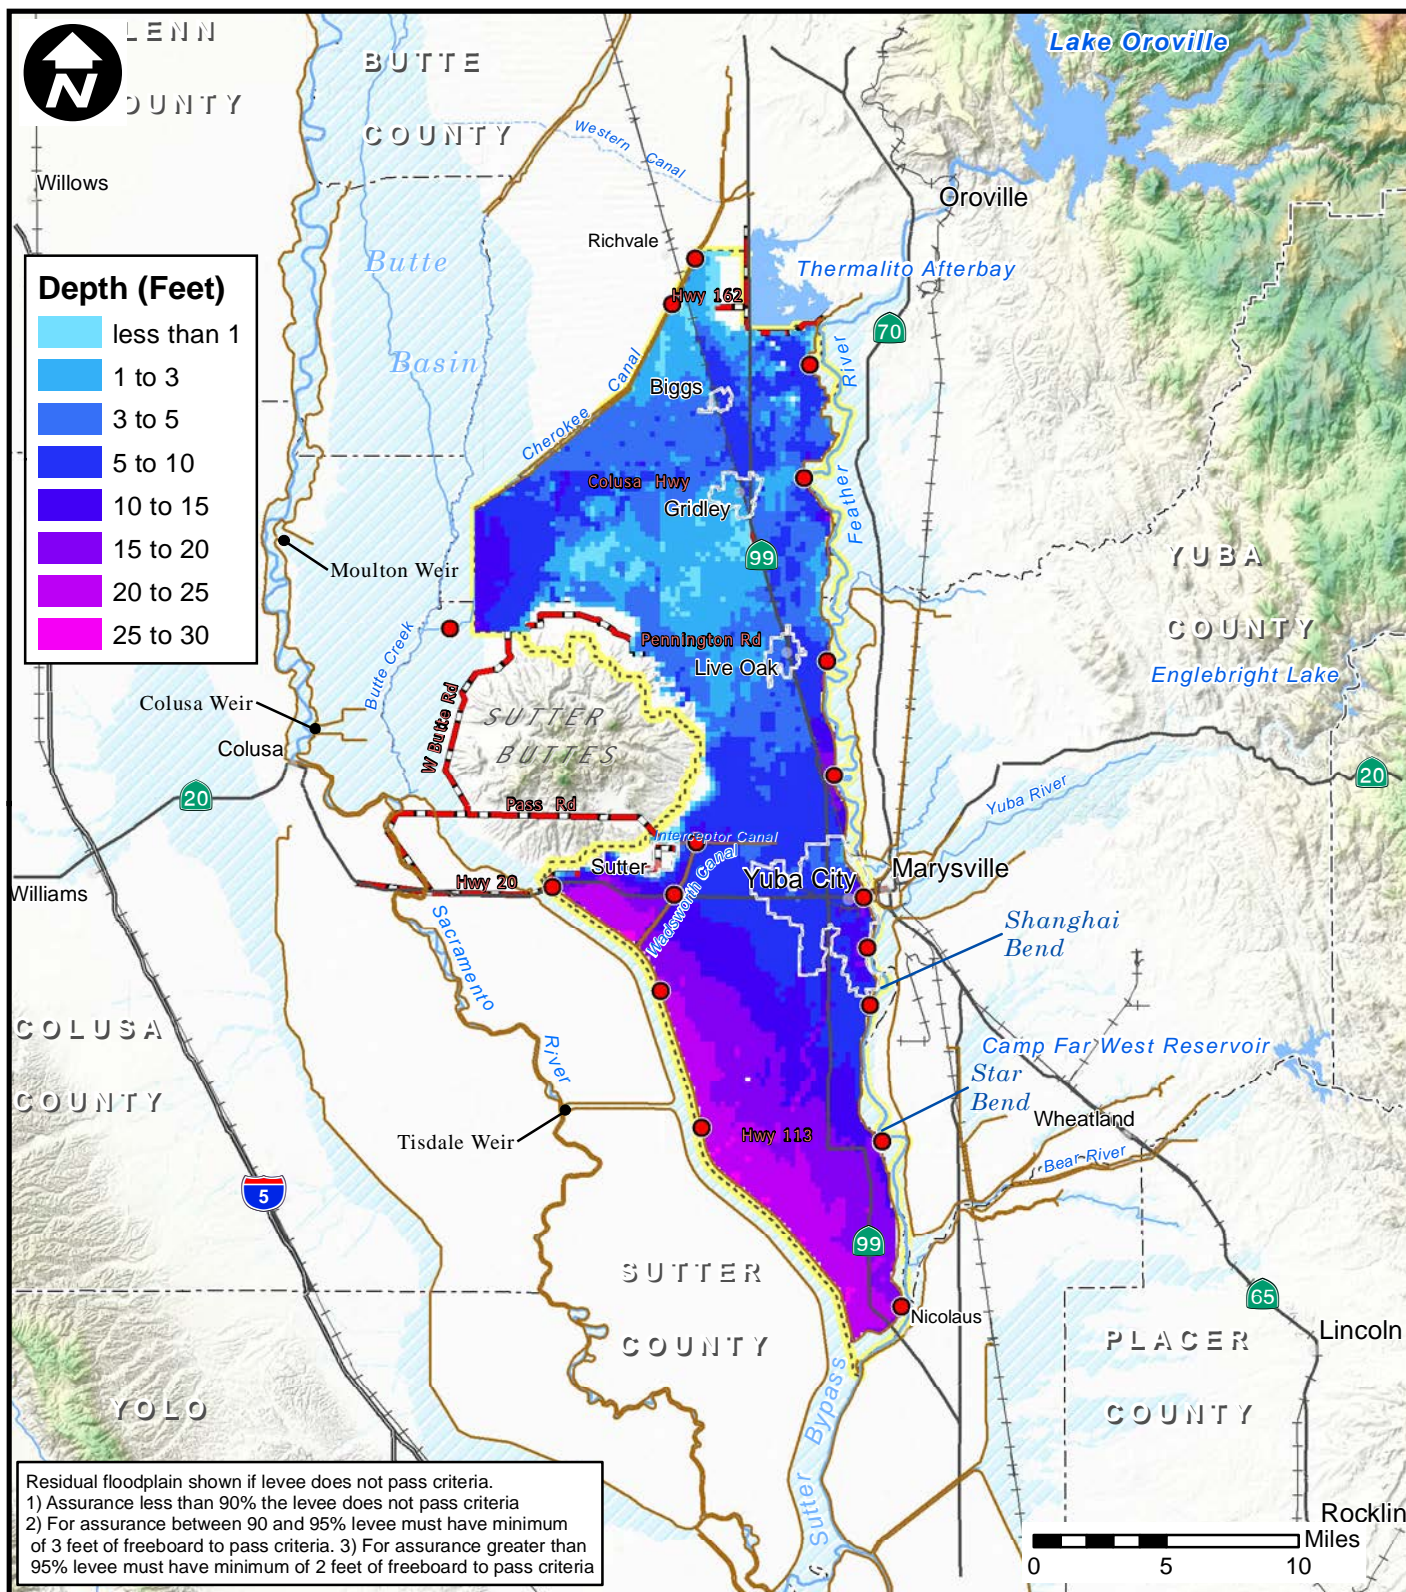 N
LENN
OUNTY
BUTTE
COUNTY
Lake Oroville
Western Canal
Willows
Oroville
Richvale
Butte
Basin
Thermalito Afterbay
Hwy 162
70
Depth (Feet)
less than 1
1 to 3
3 to 5
5 to 10
10 to 15
15 to 20
20 to 25
25 to 30
Cherokee Canal
Biggs
River
Feather
Colusa Hwy
Gridley
99
Moulton Weir
YUBA
COUNTY
Butte Creek
Pennington Rd
Live Oak
Englebright Lake
Colusa Weir
Colusa
W Butte Rd
SUTTER
BUTTES
20
20
Pass Rd
Yuba River
Interceptor Canal
Sutter
Wadsworth Canal
Yuba City
Marysville
Williams
Hwy 20
Sacramento
River
Shanghai
Bend
COLUSA
COUNTY
Camp Far West Reservoir
Star
Bend
Wheatland
Tisdale Weir
Hwy 113
Bear River
5
99
SUTTER
COUNTY
65
Nicolaus
Lincoln
PLACER
COUNTY
YOLO
Sutter Bypass
Rocklin
Residual floodplain shown if levee does not pass criteria.
1) Assurance less than 90% the levee does not pass criteria
2) For assurance between 90 and 95% levee must have minimum
of 3 feet of freeboard to pass criteria. 3) For assurance greater than
95% levee must have minimum of 2 feet of freeboard to pass criteria
Miles
0 5 10